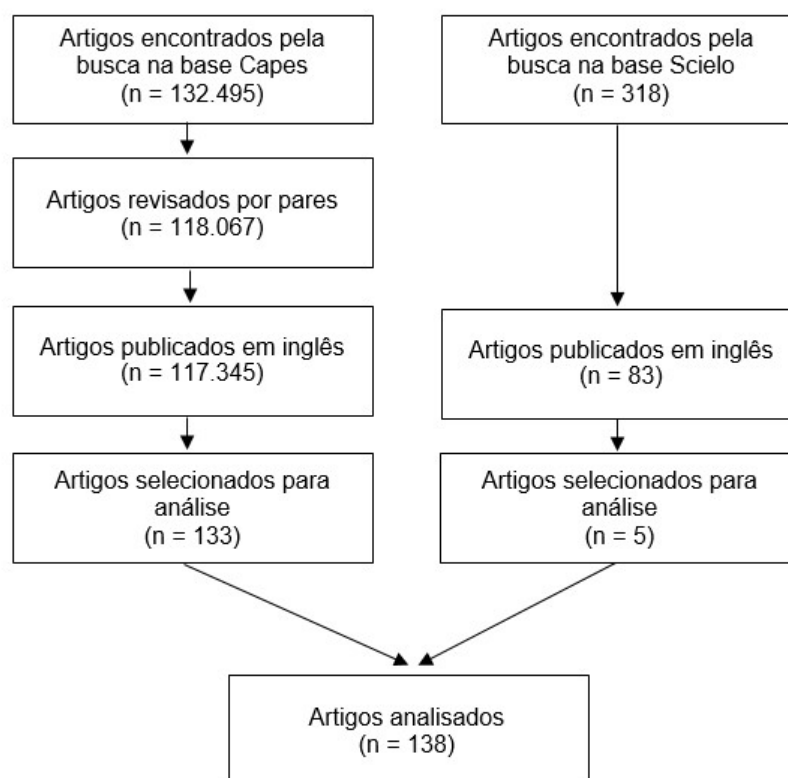 Artigos encontrados pela
busca na base Capes
(n = 132.495)
Artigos encontrados pela
busca na base Scielo
(n = 318)
Artigos revisados por pares
(n = 118.067)
Artigos publicados em inglês
(n = 117.345)
Artigos publicados em inglês
(n = 83)
Artigos selecionados para
análise
(n = 133)
Artigos selecionados para
análise
(n = 5)
Artigos analisados
(n = 138)